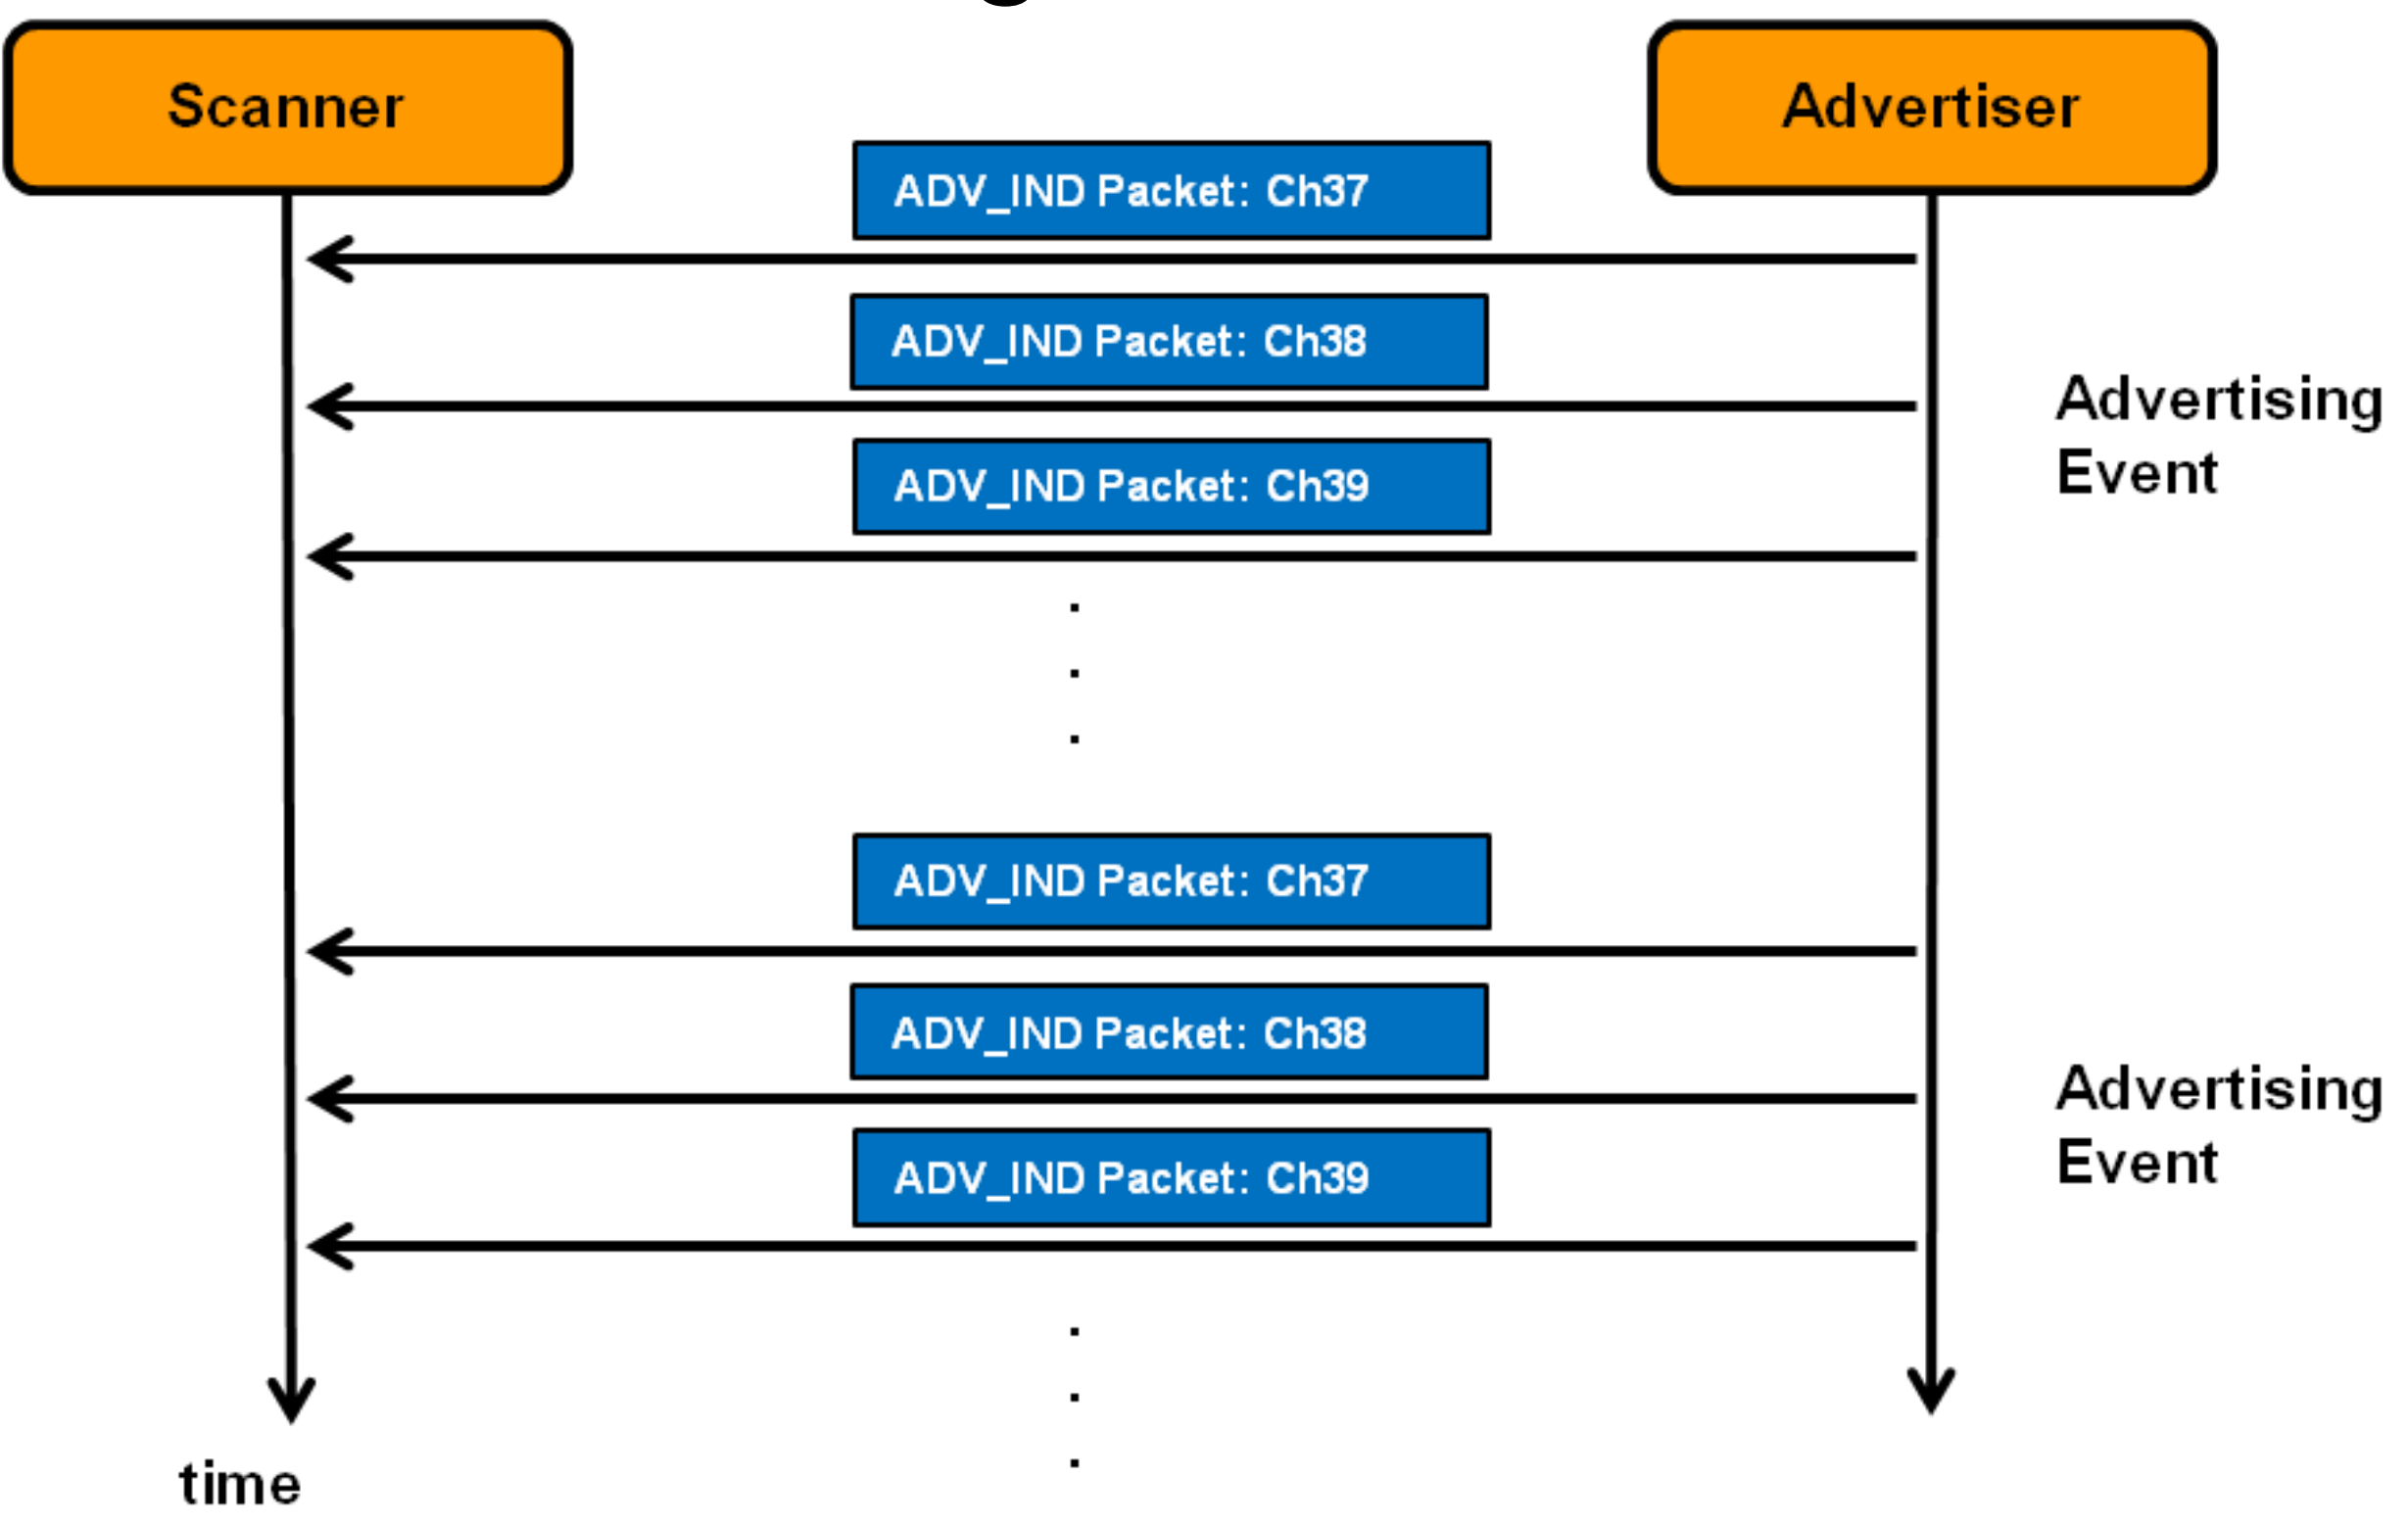 Scanner
Advertiser
ADV_IND Packet: Ch37
ADV_IND Packet: Ch38
ADV_IND Packet: Ch39
Advertising
Event
.
.
.
ADV_IND Packet: Ch37
ADV_IND Packet: Ch38
ADV_IND Packet: Ch39
Advertising
Event
.
.
.
time